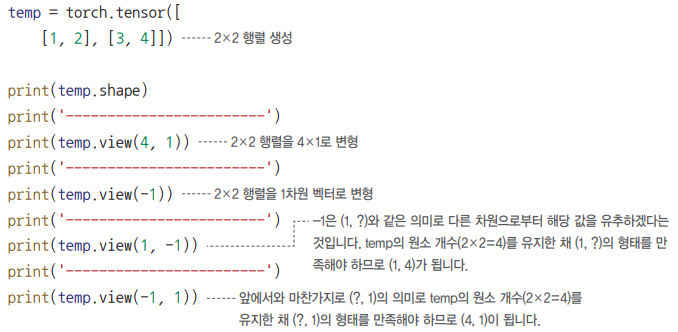 temp = torch.tensor([
    [1, 2], [3, 4]]) ------ 2×2 행렬 생성
print(temp.shape)
print('------------------------')
print(temp.view(4, 1)) ------ 2×2 행렬을 4×1로 변형
print('------------------------')
print(temp.view(-1)) ------ 2×2 행렬을 1차원 벡터로 변형
print('------------------------')
-1은 (1, ?)와 같은 의미로 다른 차원으로부터 해당 값을 유추하겠다는
print(temp.view(1, -1))
것입니다. temp의 원소 개수(2×2=4)를 유지한 채 (1, ?)의 형태를 만
print('------------------------')
족해야 하므로 (1, 4)가 됩니다.
print(temp.view(-1, 1)) ------ 앞에서와 마찬가지로 (?, 1)의 의미로 temp의 원소 개수(2×2=4)를
유지한 채 (?, 1)의 형태를 만족해야 하므로 (4, 1)이 됩니다.